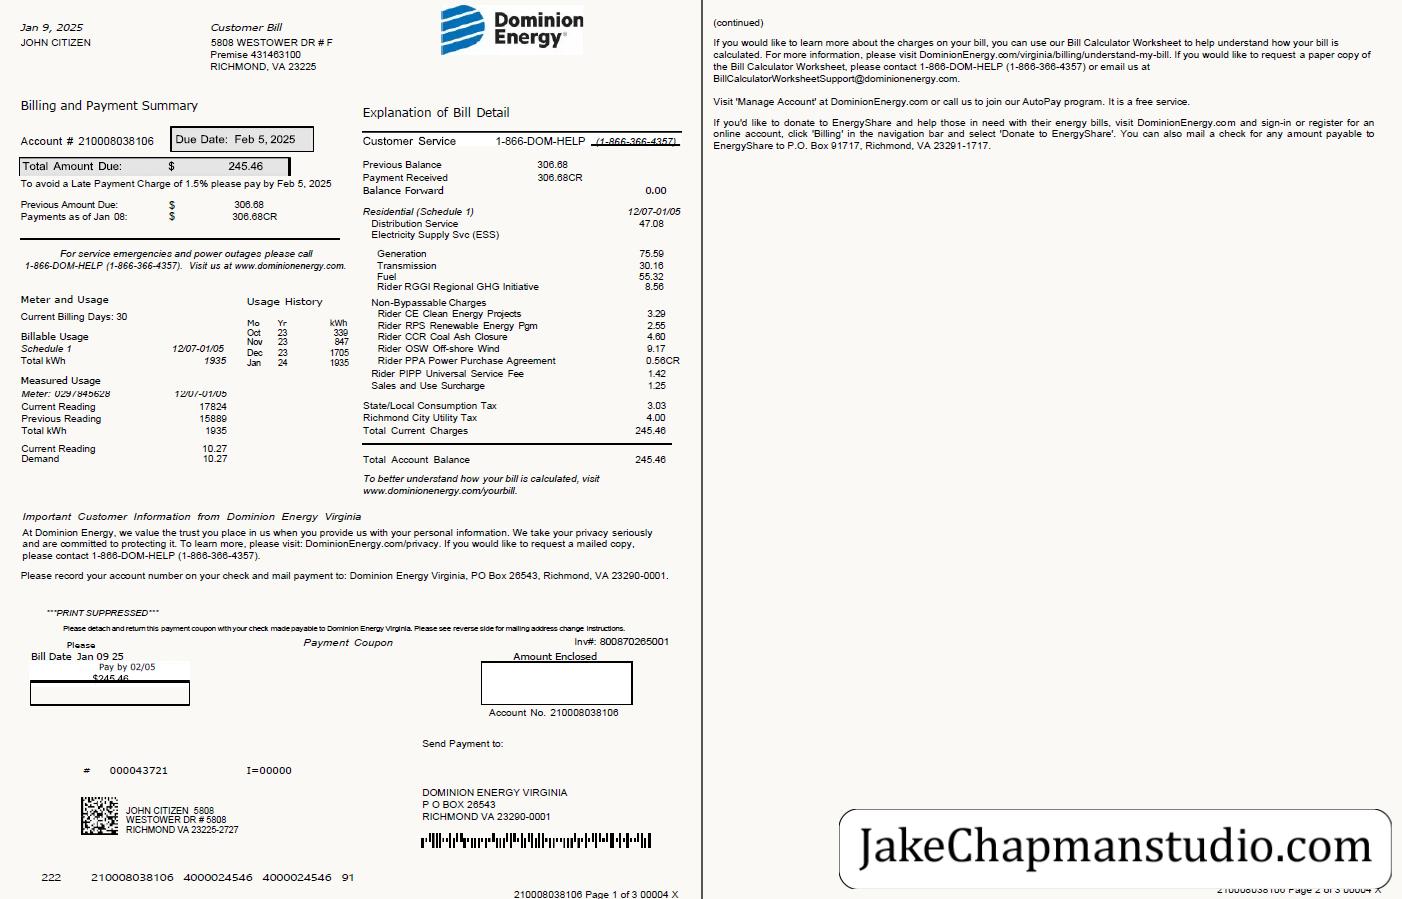 Jan 9, 2025
JOHN CITIZEN
Customer Bill
5808 WESTOWER DR # F
Premise 431463100
RICHMOND, VA 23225
Dominion
Energy®
Billing and Payment Summary
Account # 210008038106
Due Date: Feb 5, 2025
Total Amount Due: $ 245.46
To avoid a Late Payment Charge of 1.5% please pay by Feb 5, 2025
Previous Amount Due: $ 306.68
Payments as of Jan 08: $ 306.68CR
For service emergencies and power outages please call
1-866-DOM-HELP (1-866-366-4357). Visit us at www.dominionenergy.com.
Meter and Usage
Current Billing Days: 30
Billable Usage
Schedule 1 12/07-01/05
Total kWh 1935
Measured Usage
Meter: 0297845628 12/07-01/05
Current Reading 17824
Previous Reading 15889
Total kWh 1935
Current Reading 10.27
Demand 10.27
Usage History
Mo Yr kWh
Oct 23 339
Nov 23 847
Dec 23 1705
Jan 24 1935
Explanation of Bill Detail
Customer Service 1-866-DOM-HELP (1-866-366-4357)
Previous Balance 306.68
Payment Received 306.68CR
Balance Forward 0.00
Residential (Schedule 1) 12/07-01/05
Distribution Service 47.08
Electricity Supply Svc (ESS)
Generation 75.59
Transmission 30.16
Fuel 55.32
Rider RGGI Regional GHG Initiative 8.56
Non-Bypassable Charges
Rider CE Clean Energy Projects 3.29
Rider RPS Renewable Energy Pgm 2.55
Rider CCR Coal Ash Closure 4.60
Rider OSW Off-shore Wind 9.17
Rider PPA Power Purchase Agreement 0.56CR
Rider PIPP Universal Service Fee 1.42
Sales and Use Surcharge 1.25
State/Local Consumption Tax 3.03
Richmond City Utility Tax 4.00
Total Current Charges 245.46
Total Account Balance 245.46
To better understand how your bill is calculated, visit
www.dominionenergy.com/yourbill.
Important Customer Information from Dominion Energy Virginia
At Dominion Energy, we value the trust you place in us when you provide us with your personal information. We take your privacy seriously
and are committed to protecting it. To learn more, please visit: DominionEnergy.com/privacy. If you would like to request a mailed copy,
please contact 1-866-DOM-HELP (1-866-366-4357).
Please record your account number on your check and mail payment to: Dominion Energy Virginia, PO Box 26543, Richmond, VA 23290-0001.
***PRINT SUPPRESSED***
Please detach and return this payment coupon with your check made payable to Dominion Energy Virginia. Please see reverse side for mailing address change instructions.
Please
Payment Coupon
Inv#: 800870265001
Bill Date Jan 09 25
Amount Enclosed
Pay by 02/05
$245.46
Account No. 210008038106
Send Payment to:
# 000043721 I=00000
DOMINION ENERGY VIRGINIA
P O BOX 26543
RICHMOND VA 23290-0001
JOHN CITIZEN 5808
WESTOWER DR # 5808
RICHMOND VA 23225-2727
222 210008038106 4000024546 4000024546 91
210008038106 Page 1 of 3 00004 X
(continued)
If you would like to learn more about the charges on your bill, you can use our Bill Calculator Worksheet to help understand how your bill is
calculated. For more information, please visit DominionEnergy.com/virginia/billing/understand-my-bill. If you would like to request a paper copy of
the Bill Calculator Worksheet, please contact 1-866-DOM-HELP (1-866-366-4357) or email us at
BillCalculatorWorksheetSupport@dominionenergy.com.
Visit 'Manage Account' at DominionEnergy.com or call us to join our AutoPay program. It is a free service.
If you'd like to donate to EnergyShare and help those in need with their energy bills, visit DominionEnergy.com and sign-in or register for an
online account, click 'Billing' in the navigation bar and select 'Donate to EnergyShare'. You can also mail a check for any amount payable to
EnergyShare to P.O. Box 91717, Richmond, VA 23291-1717.
JakeChapmanstudio.com
210008038106 Page 2 of 3 00004 X